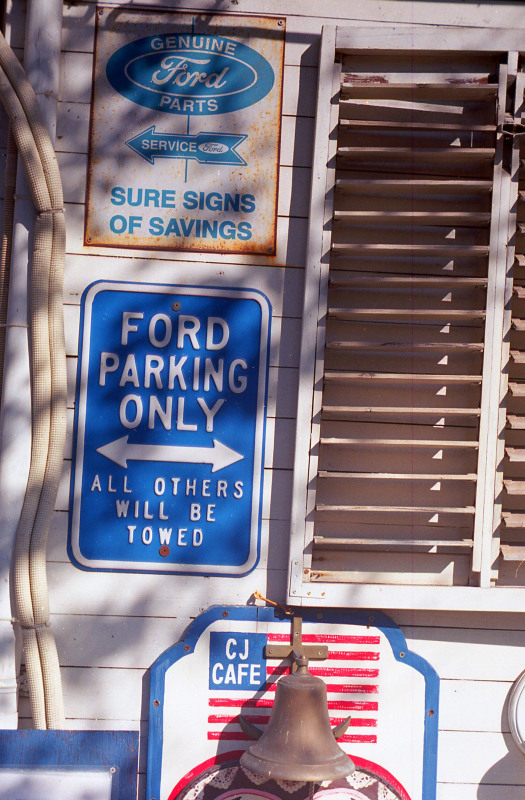 GENUINE
Ford
PARTS
SERVICE Ford
SURE SIGNS
OF SAVINGS
FORD
PARKING
ONLY
ALL OTHERS
WILL BE
TOWED
CJ
CAFE